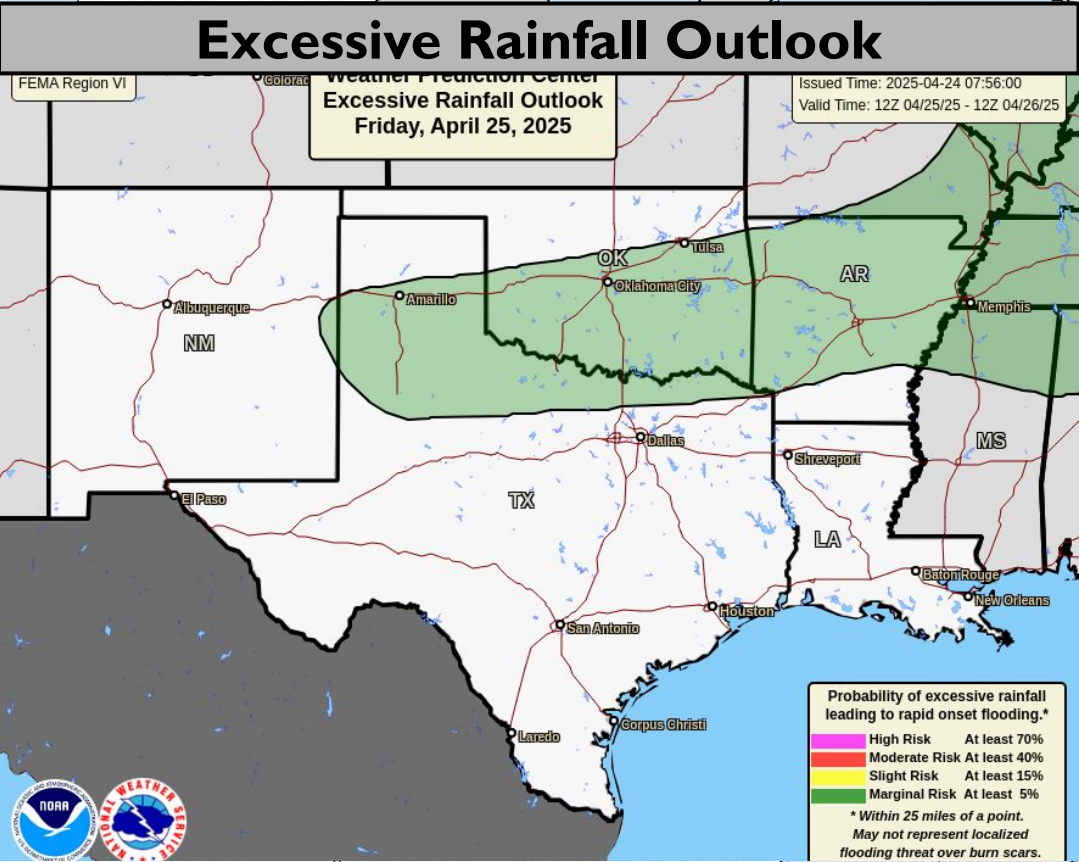 Excessive Rainfall Outlook
FEMA Region VI
Colorad
Weather Prediction Center
Excessive Rainfall Outlook
Friday, April 25, 2025
Issued Time: 2025-04-24 07:56:00
Valid Time: 12Z 04/25/25 - 12Z 04/26/25
Tulsa
OK
Oklahoma City
AR
Amarillo
Albuquerque
Memphis
NM
Dallas
MS
Shreveport
El Paso
TX
LA
Baton Rouge
New Orleans
Houston
San Antonio
Corpus Christi
Laredo
Probability of excessive rainfall
leading to rapid onset flooding.*
High Risk At least 70%
Moderate Risk At least 40%
Slight Risk At least 15%
Marginal Risk At least 5%
* Within 25 miles of a point.
May not represent localized
flooding threat over burn scars.
NOAA
NATIONAL WEATHER SERVICE